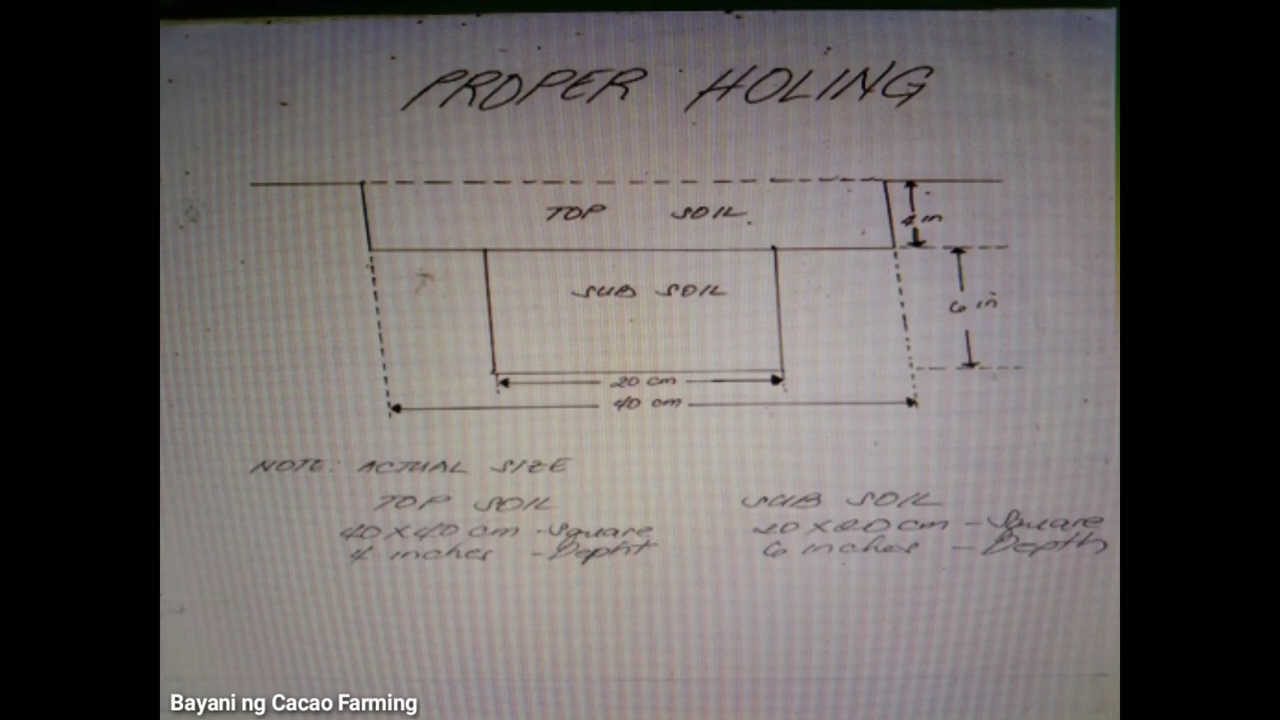 PROPER HOLING
TOP SOIL
4 in
SUB SOIL
6 in
20 cm
40 cm
NOTE: ACTUAL SIZE
TOP SOIL
40 X 40 cm - Square
4 inches - Depht
SUB SOIL
20 X 20 cm - Square
6 inches - Depth
Bayani ng Cacao Farming